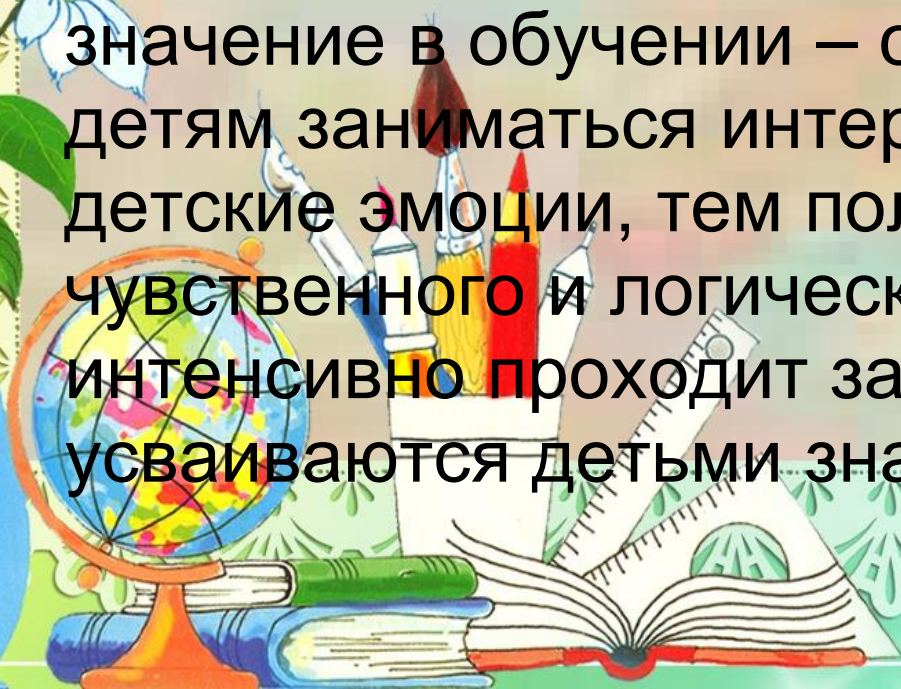 значение в обучении –
детям заниматься
детские эмоции, тем
чувственного и
интенсивно проходит
усваиваются детьми